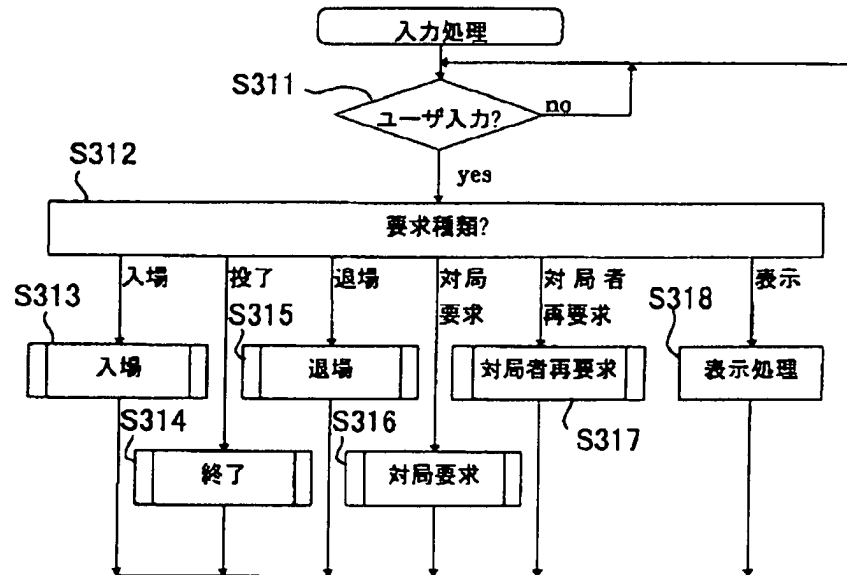 入力処理
S311
ユーザ入力?
no
yes
S312
要求種類?
入場
投了
退場
対局
要求
対局者
再要求
表示
S313
入場
S315
退場
対局者再要求
S317
S318
表示処理
S314
終了
S316
対局要求